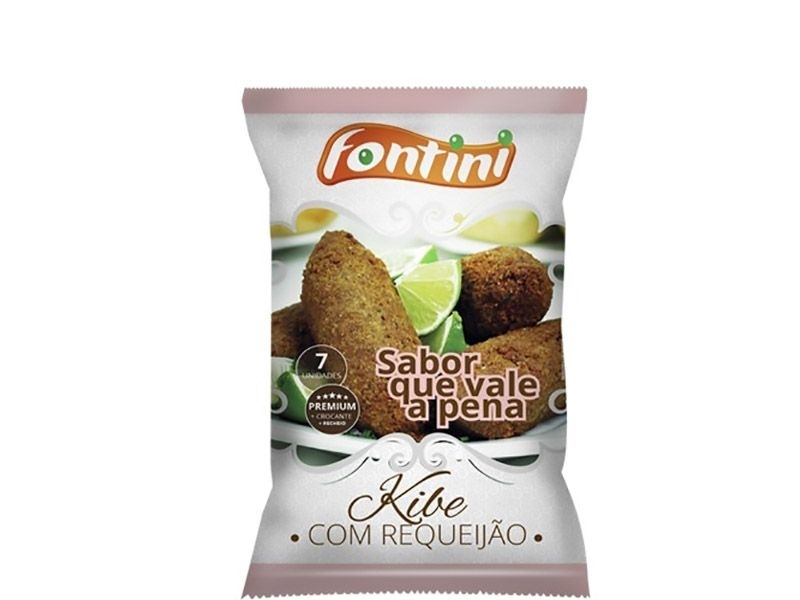 fontini
7
UNIDADES
PREMIUM
+ CROCANTE
+ RECHEIO
Sabor
que vale
a pena
Kibe
• COM REQUEIJÃO •